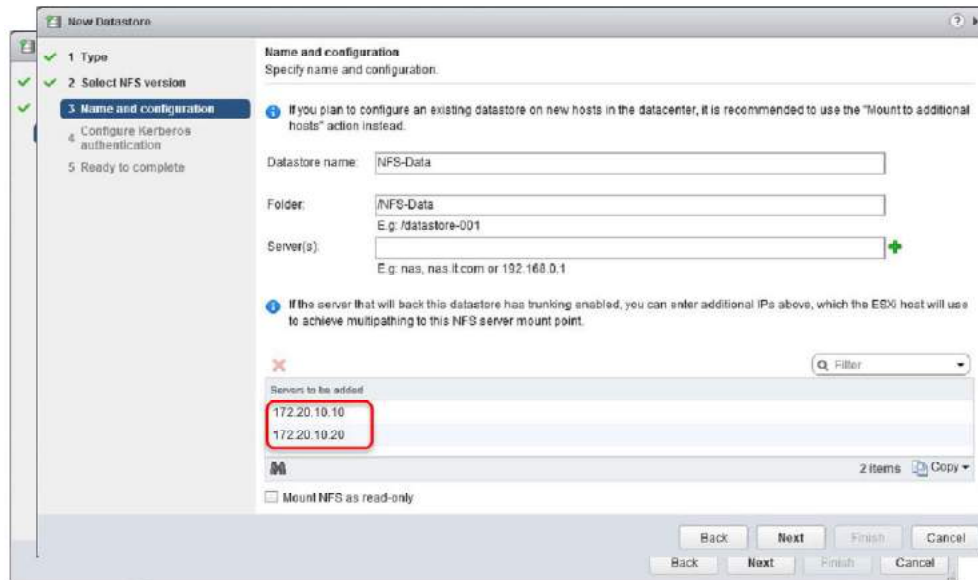 New Datastore
1 Type
2 Select NFS version
3 Name and configuration
4 Configure Kerberos
authentication
5 Ready to complete
Name and configuration
Specify name and configuration.
If you plan to configure an existing datastore on new hosts in the datacenter, it is recommended to use the "Mount to additional
hosts" action instead.
Datastore name: NFS-Data
Folder: /NFS-Data
E.g: /datastore-001
Server(s):
E.g: nas, nas.it.com or 192.168.0.1
If the server that will back this datastore has trunking enabled, you can enter additional IPs above, which the ESXi host will use
to achieve multipathing to this NFS server mount point.
Filter
Servers to be added
172.20.10.10
172.20.10.20
2 items Copy
Mount NFS as read-only
Back Next Finish Cancel
Back Next Finish Cancel